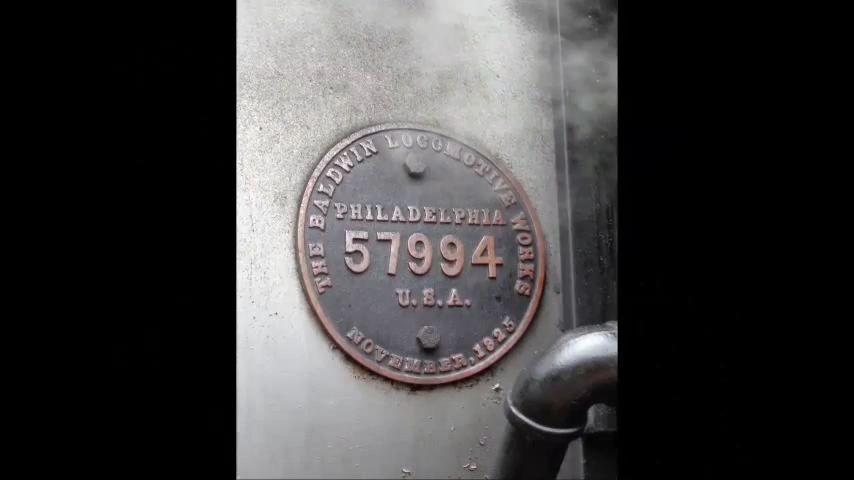 THE BALDWIN LOCOMOTIVE WORKS
PHILADELPHIA
57994
U.S.A.
NOVEMBER, 1925